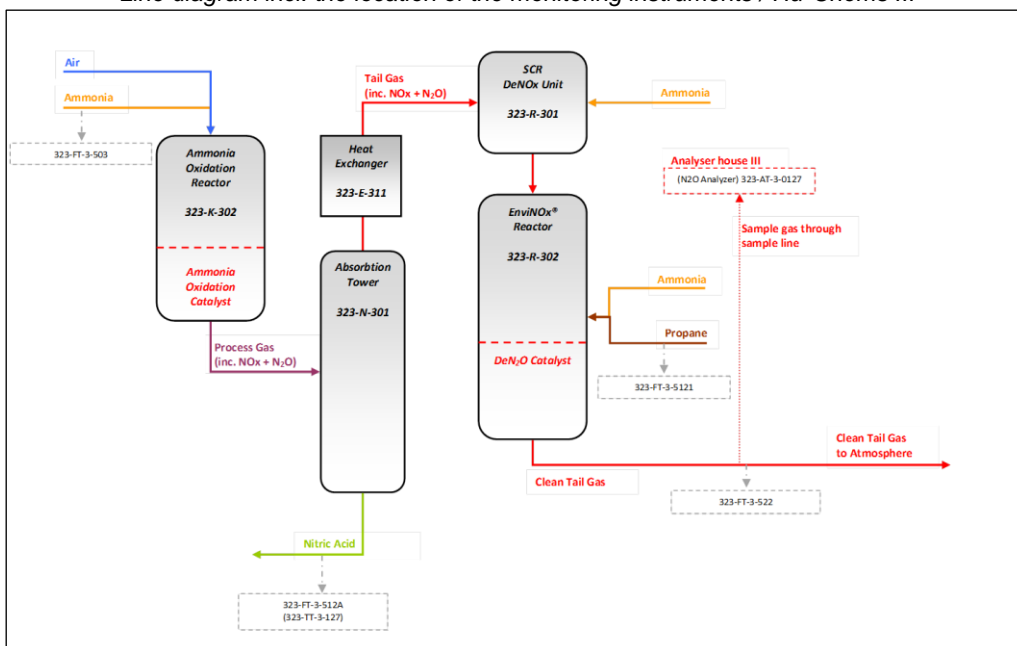 Air
Ammonia
323-FT-3-503
Ammonia
Oxidation
Reactor
323-K-302
Ammonia
Oxidation
Catalyst
Process Gas
(inc. NOx + N₂O)
Tail Gas
(inc. NOx + N₂O)
Heat
Exchanger
323-E-311
Absorbtion
Tower
323-N-301
Nitric Acid
323-FT-3-512A
(323-TT-3-127)
SCR
DeNOx Unit
323-R-301
Ammonia
EnviNOx®
Reactor
323-R-302
DeN₂O Catalyst
Ammonia
Propane
323-FT-3-5121
Analyser house III
(N2O Analyzer) 323-AT-3-0127
Sample gas through
sample line
Clean Tail Gas
Clean Tail Gas
to Atmosphere
323-FT-3-522